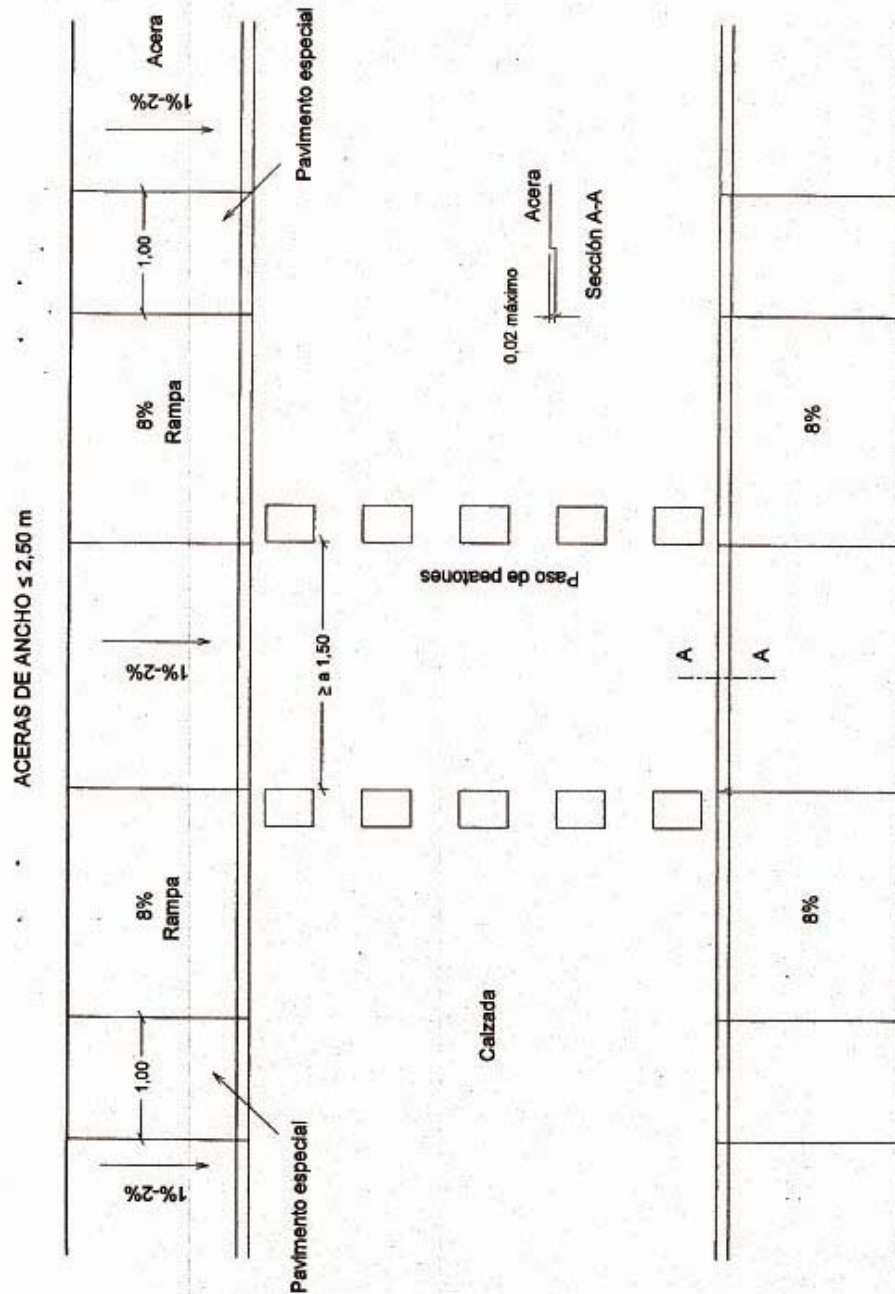 ACERAS DE ANCHO ≤ 2,50 m
1%-2%
1,00
8%
Rampa
1%-2%
8%
Rampa
1,00
1%-2%
Acera
Pavimento especial
Pavimento especial
≥ a 1,50
Paso de peatones
Calzada
0,02 máximo
Acera
Sección A-A
A
A
8%
8%